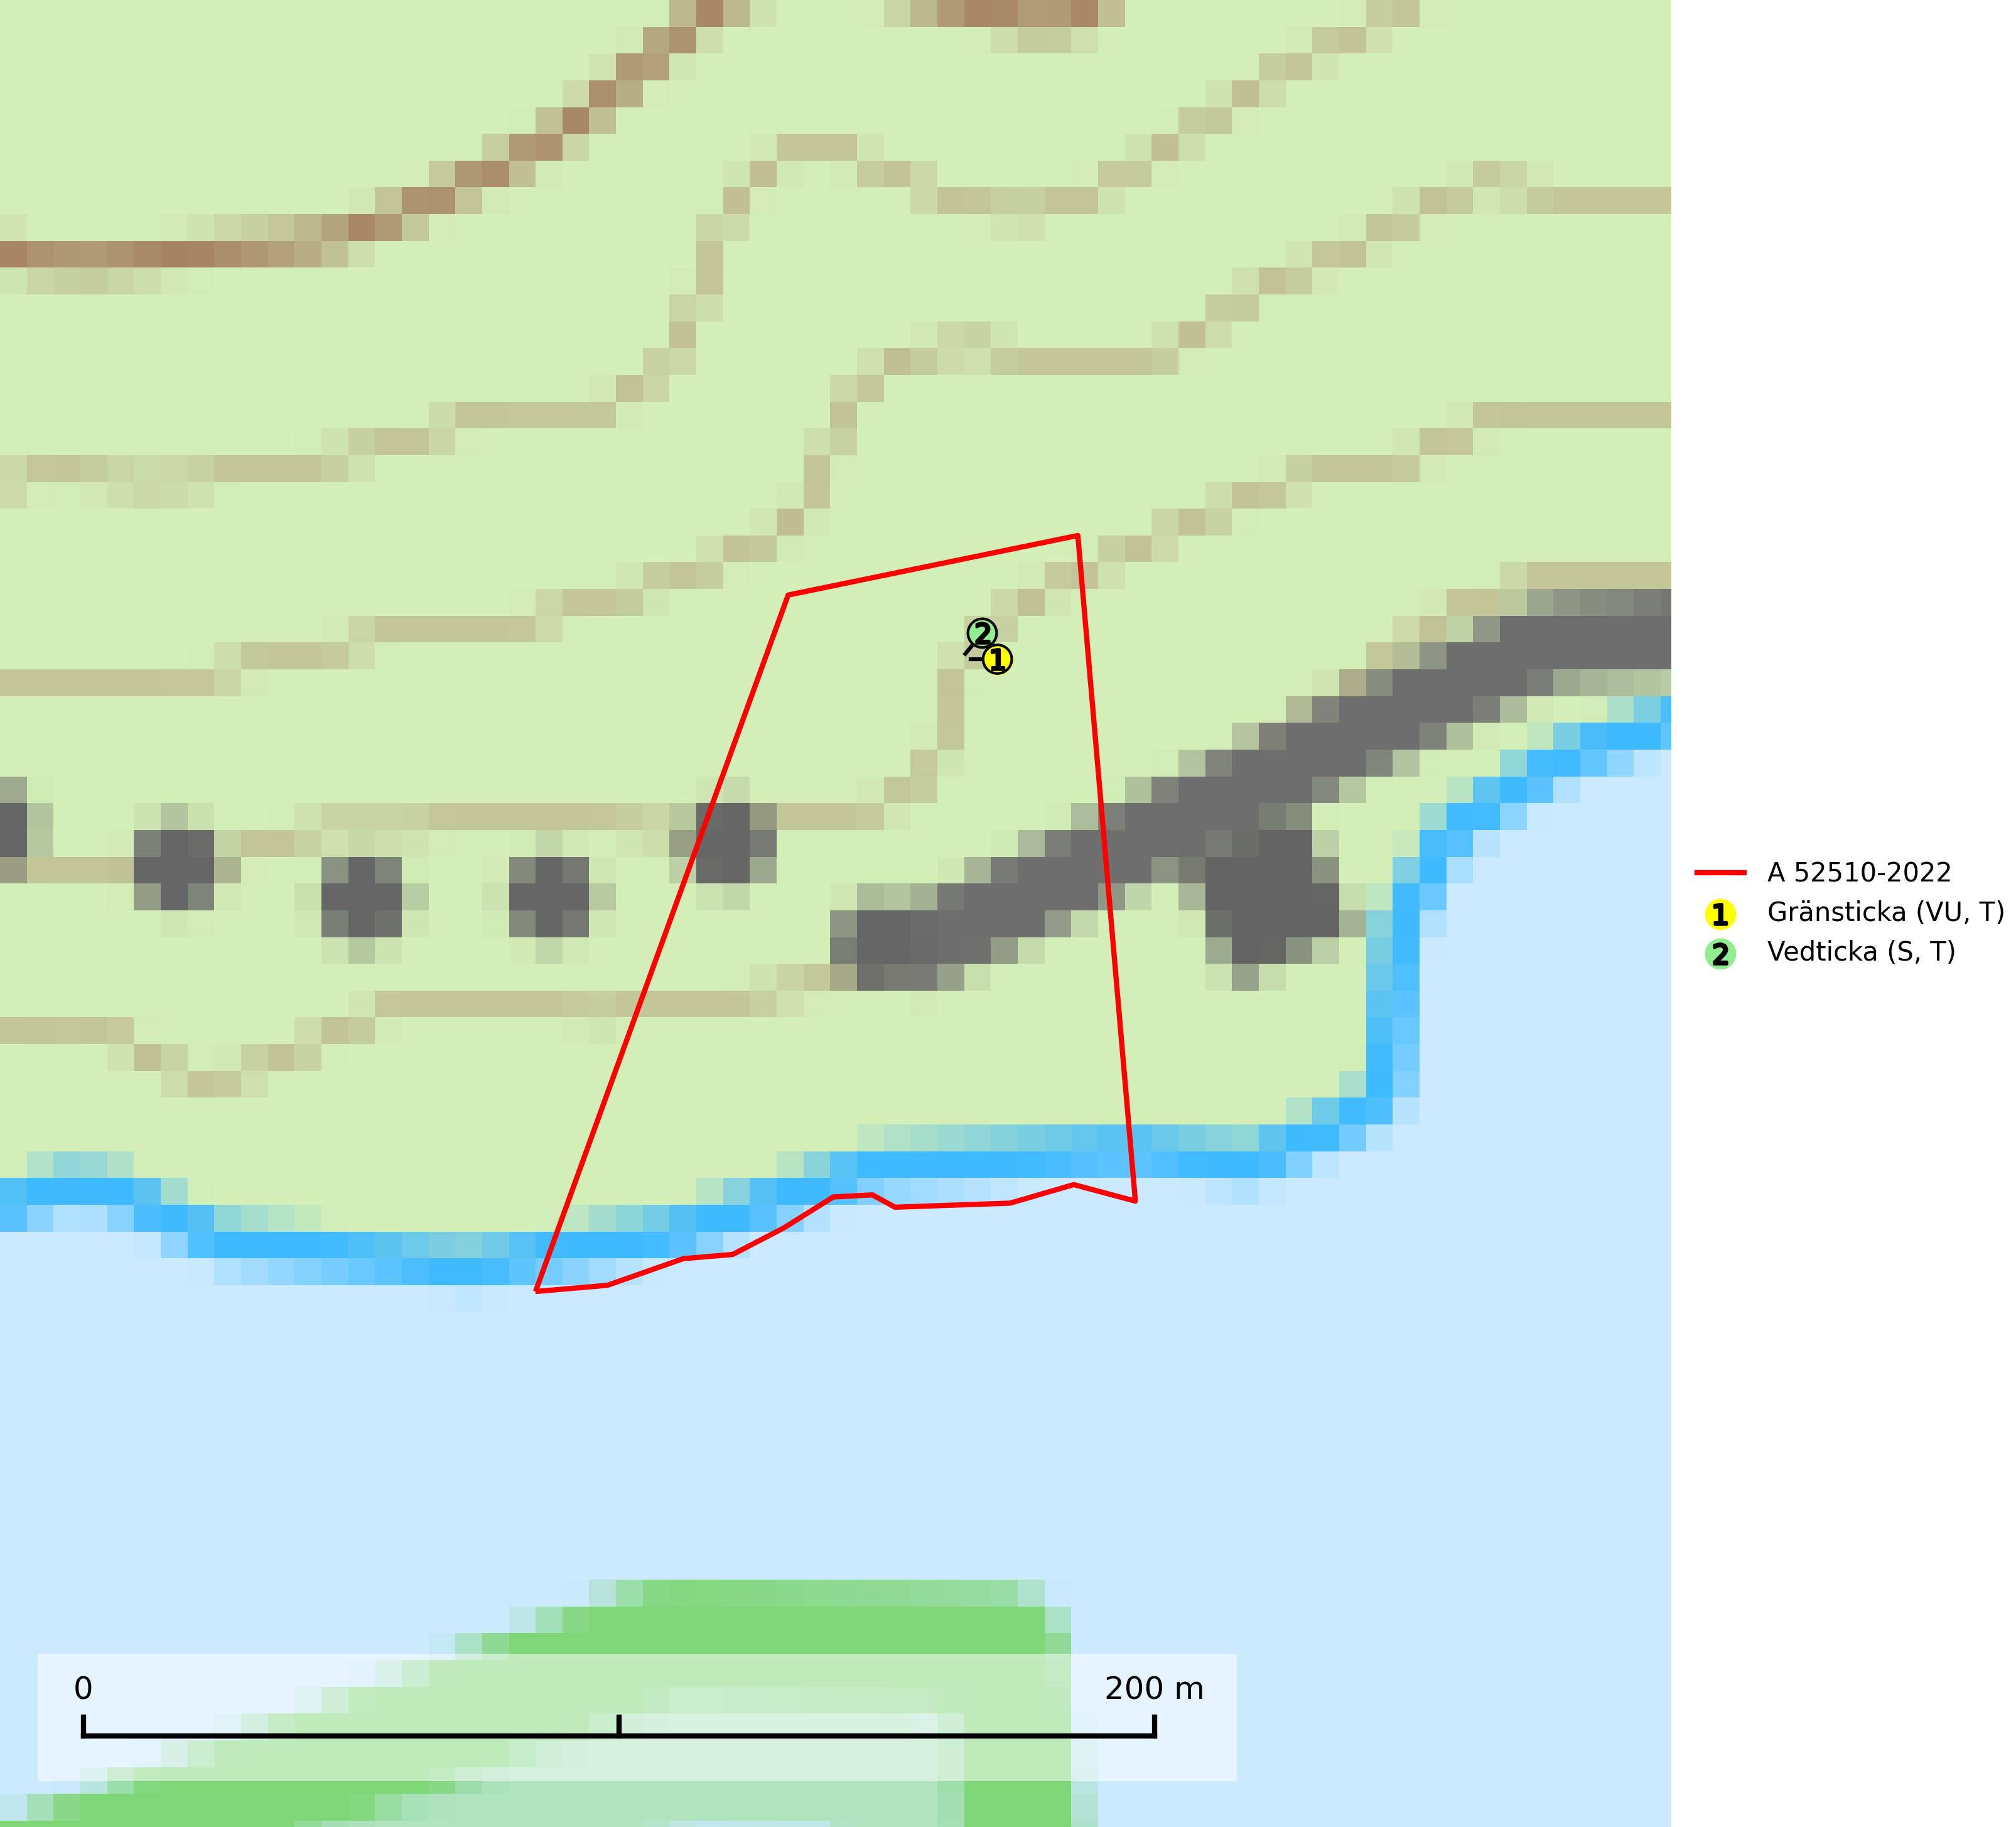 2
1
A 52510-2022
1 Gränsticka (VU, T)
2 Vedticka (S, T)
0 200 m